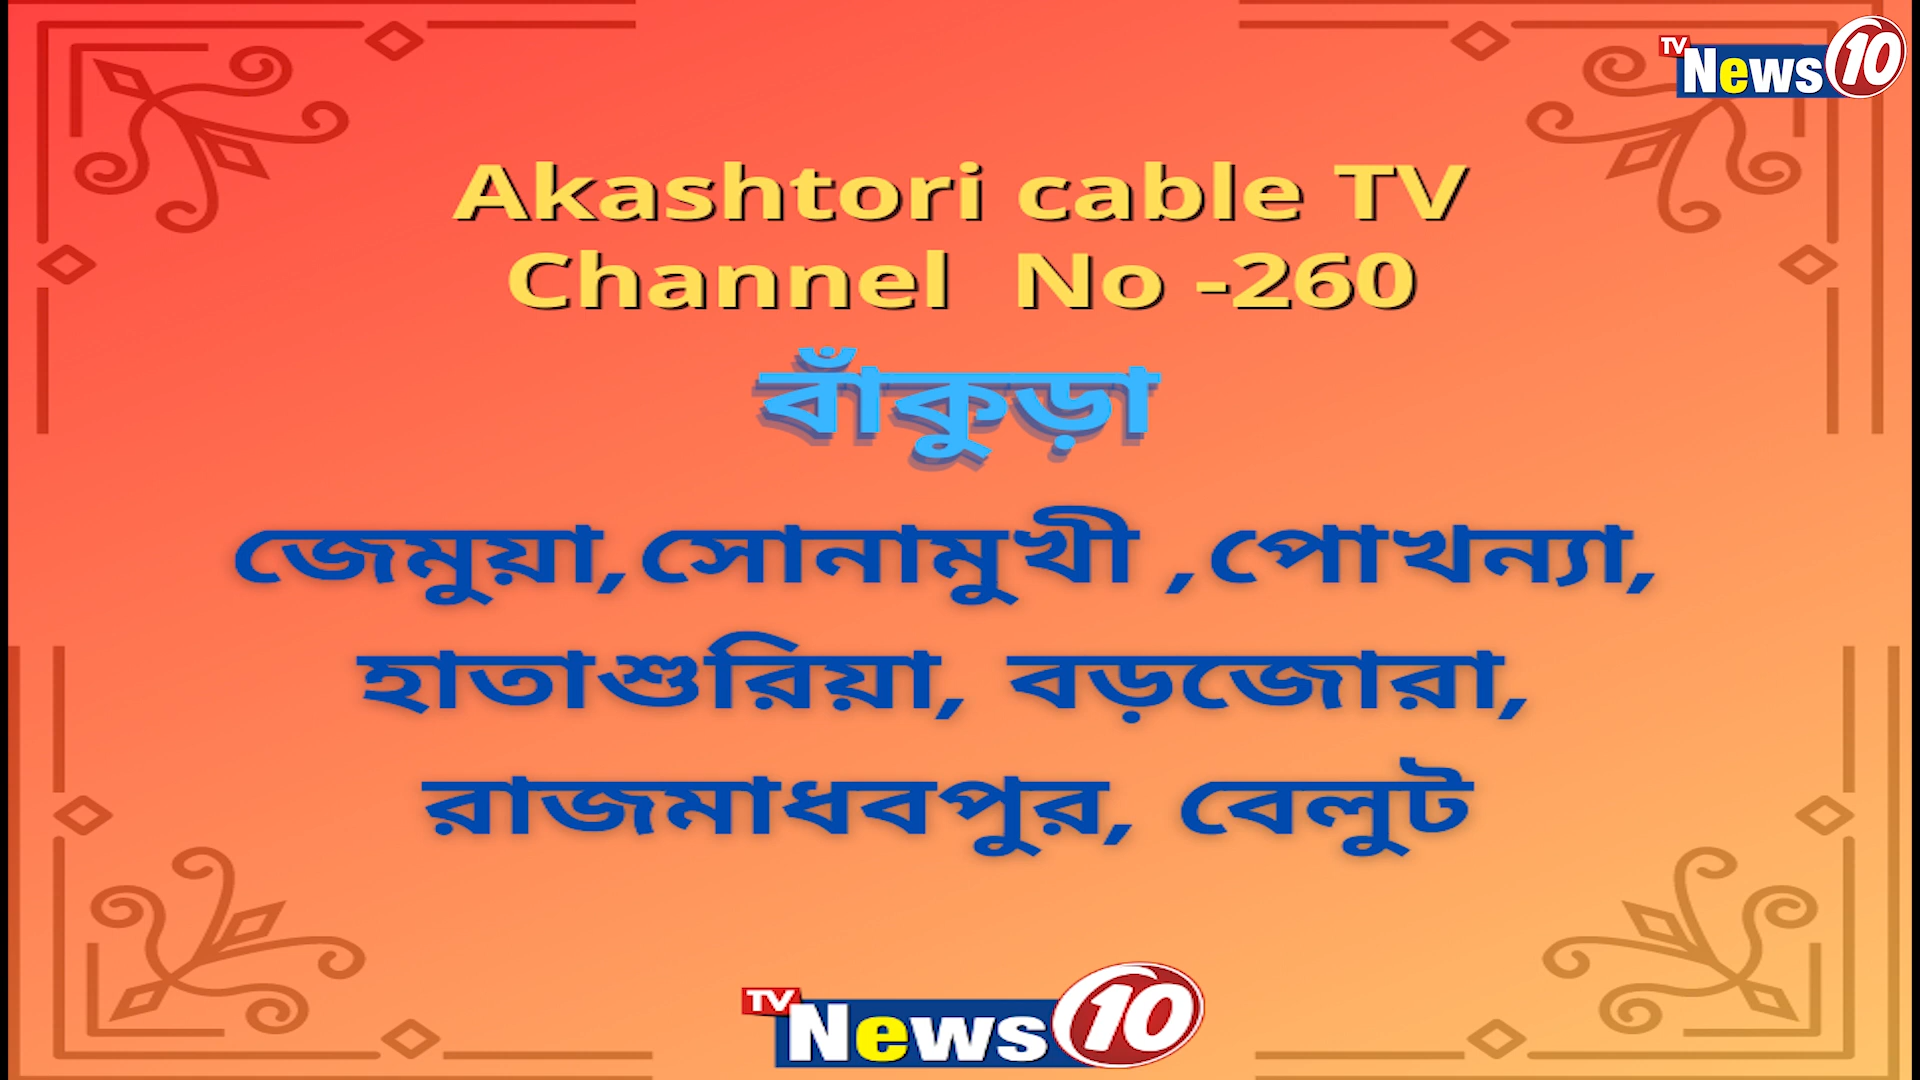 TV News 10
Akashtori cable TV
Channel No -260
বাঁকুড়া
জেমুয়া,সোনামুখী ,পোখন্যা,
হাতাশুরিয়া, বড়জোরা,
রাজমাধবপুর, বেলুট
TV News 10